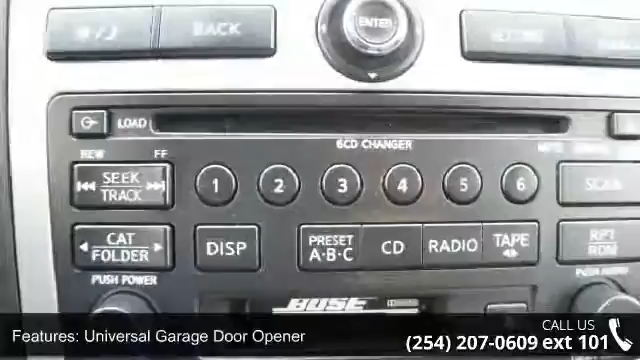 BACK
ENTER
LOAD
6CD CHANGER
REW FF
SEEK
TRACK
1 2 3 4 5 6
SCAN
CAT
FOLDER
DISP
PRESET
A·B·C
CD
RADIO
TAPE
RPT
RDM
PUSH POWER
BOSE
Features: Universal Garage Door Opener
CALL US
(254) 207-0609 ext 101